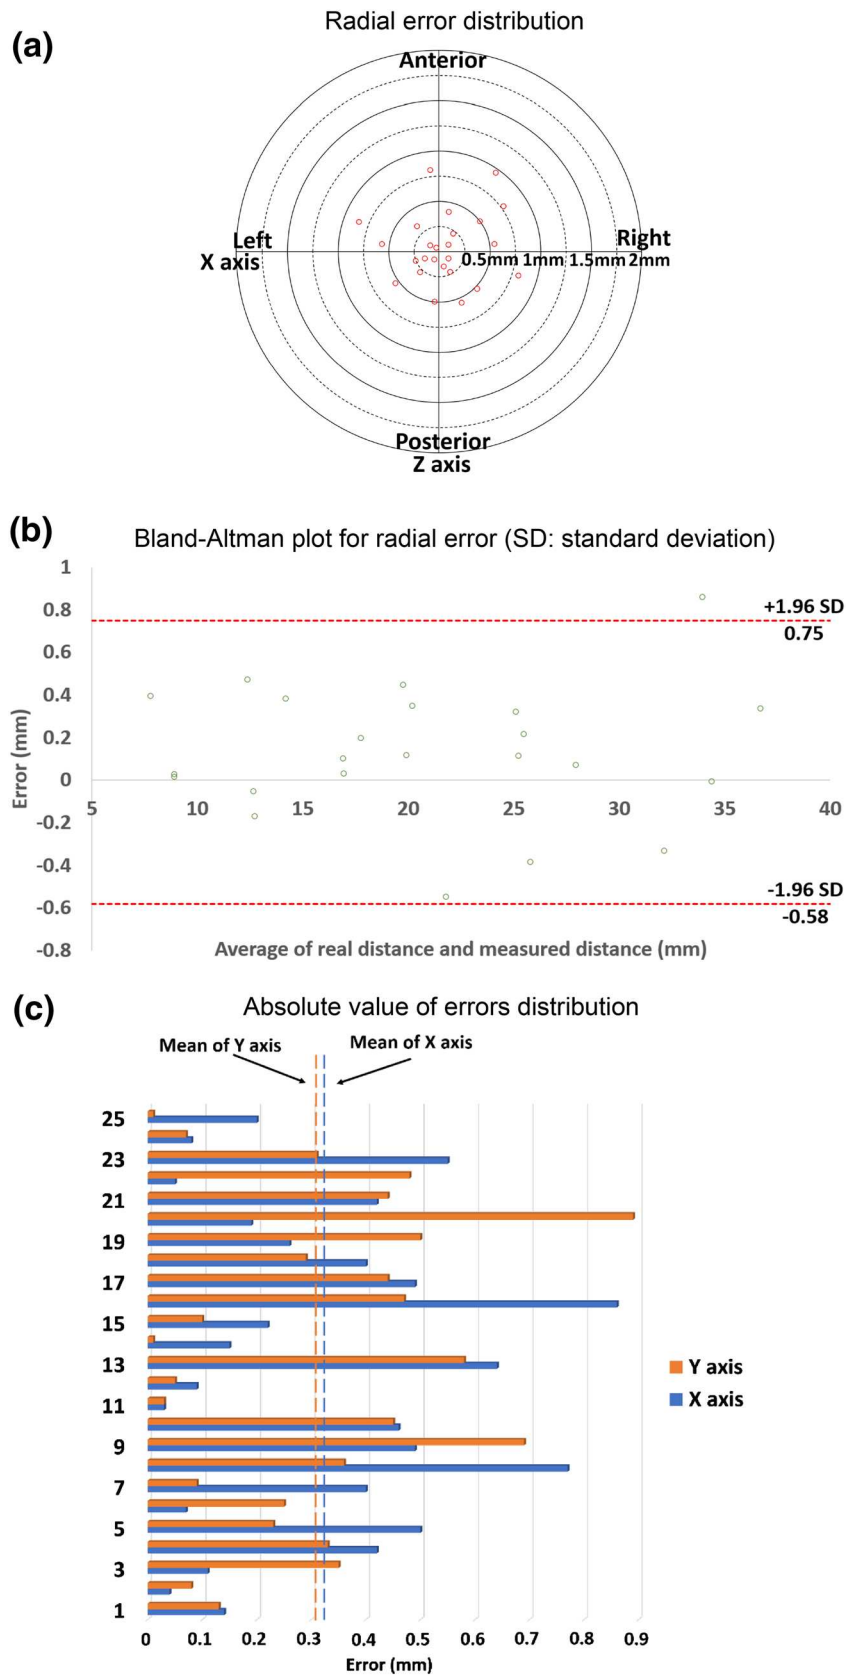 (a)
Radial error distribution
Anterior
Left
X axis
Right
0.5mm 1mm 1.5mm 2mm
Posterior
Z axis
(b)
Bland-Altman plot for radial error (SD: standard deviation)
1
0.8
0.6
0.4
0.2
0
-0.2
-0.4
-0.6
-0.8
Error (mm)
+1.96 SD
0.75
5 10 15 20 25 30 35 40
-1.96 SD
-0.58
Average of real distance and measured distance (mm)
(c)
Absolute value of errors distribution
Mean of Y axis
Mean of X axis
25
23
21
19
17
15
13
11
9
7
5
3
1
Y axis
X axis
0 0.1 0.2 0.3 0.4 0.5 0.6 0.7 0.8 0.9
Error (mm)